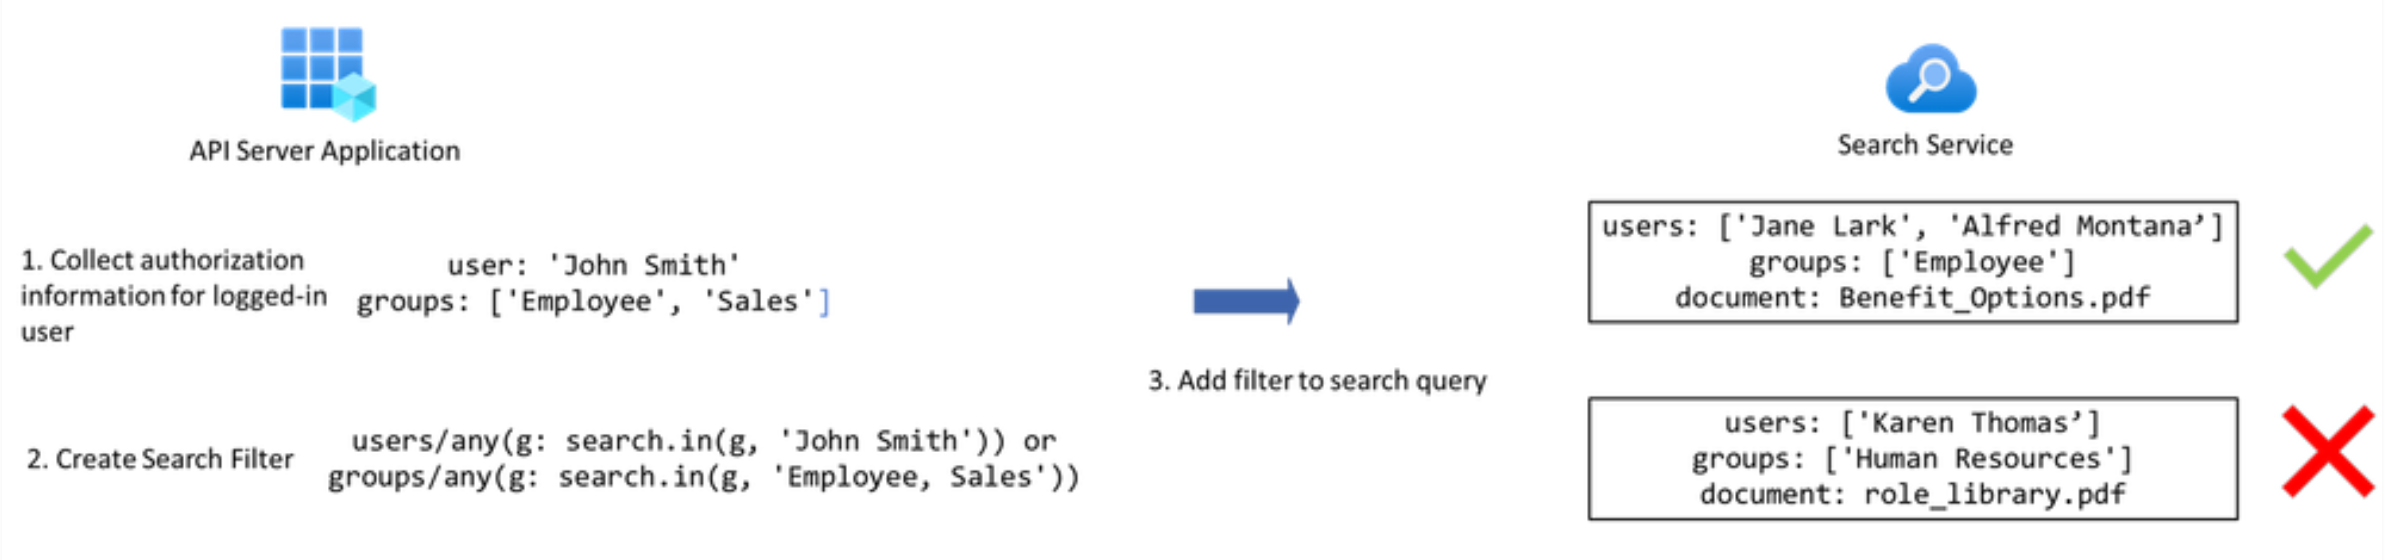 API Server Application
Search Service
1. Collect authorization
information for logged-in
user
user: 'John Smith'
groups: ['Employee', 'Sales']
2. Create Search Filter
users/any(g: search.in(g, 'John Smith')) or
groups/any(g: search.in(g, 'Employee, Sales'))
3. Add filter to search query
users: ['Jane Lark', 'Alfred Montana’]
groups: ['Employee']
document: Benefit_Options.pdf
users: ['Karen Thomas’]
groups: ['Human Resources']
document: role_library.pdf